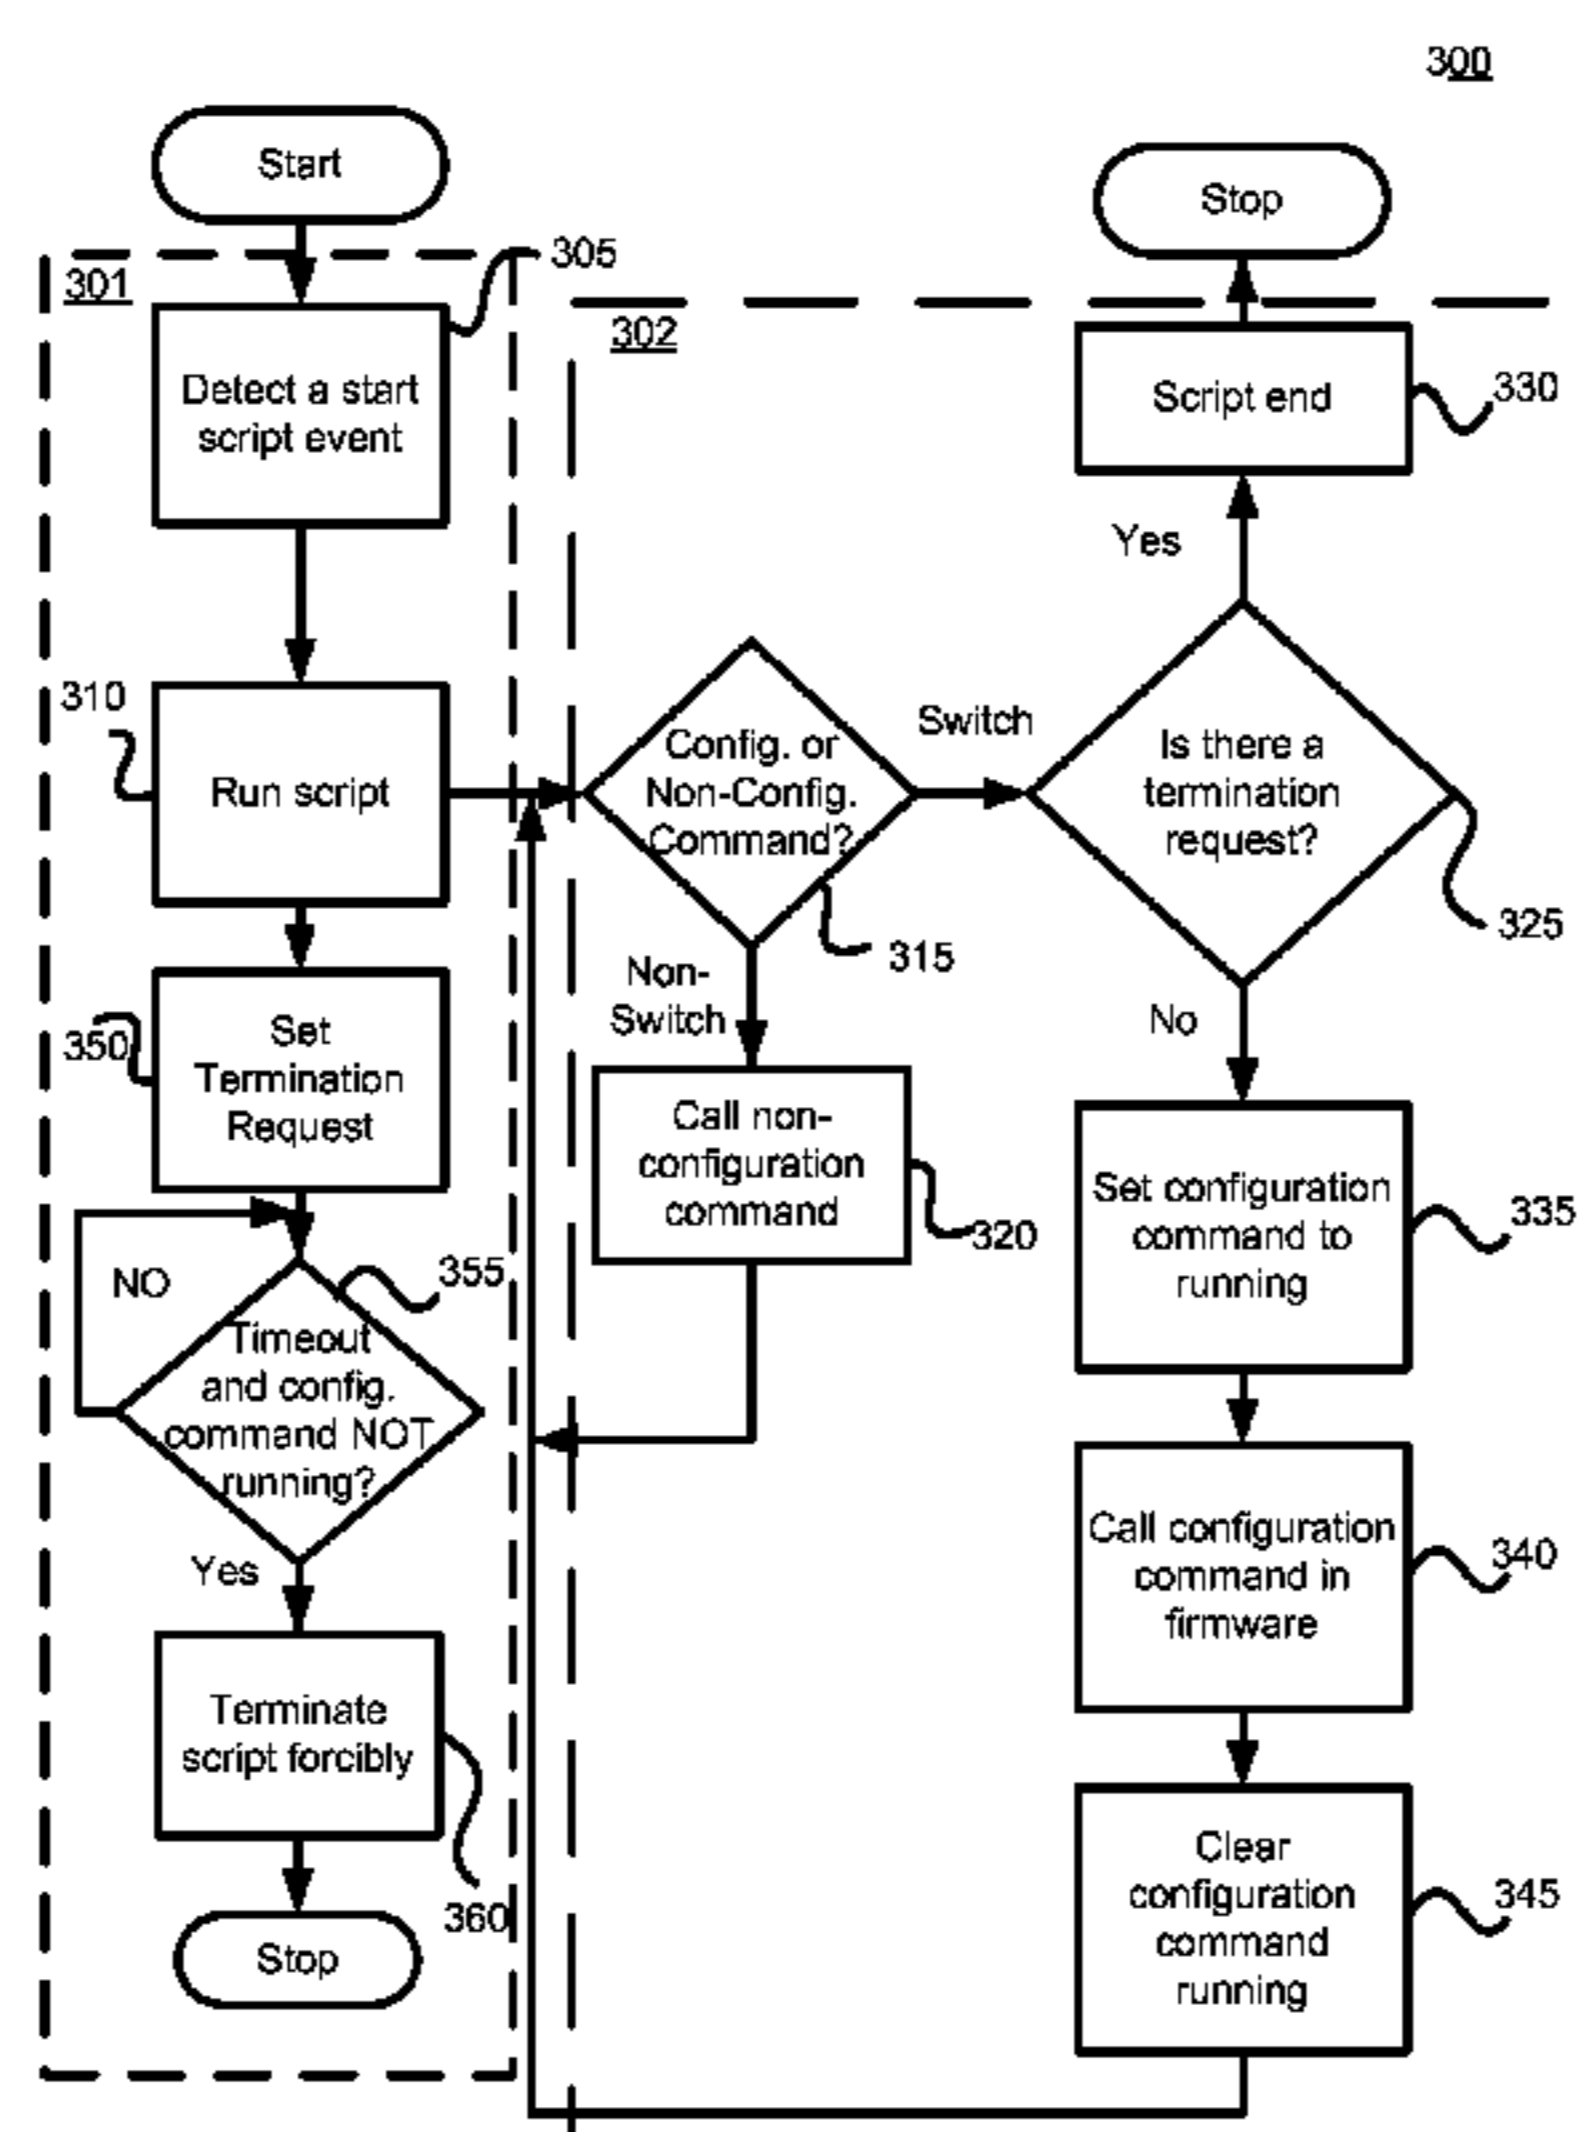 300
Start
301
305
Detect a start
script event
310
Run script
350
Set
Termination
Request
NO
355
Timeout
and config.
command NOT
running?
Yes
Terminate
script forcibly
360
Stop
302
Config. or
Non-Config.
Command?
315
Switch
Non-
Switch
Call non-
configuration
command
320
Stop
Script end
330
Yes
Is there a
termination
request?
325
No
Set configuration
command to
running
335
Call configuration
command in
firmware
340
Clear
configuration
command
running
345